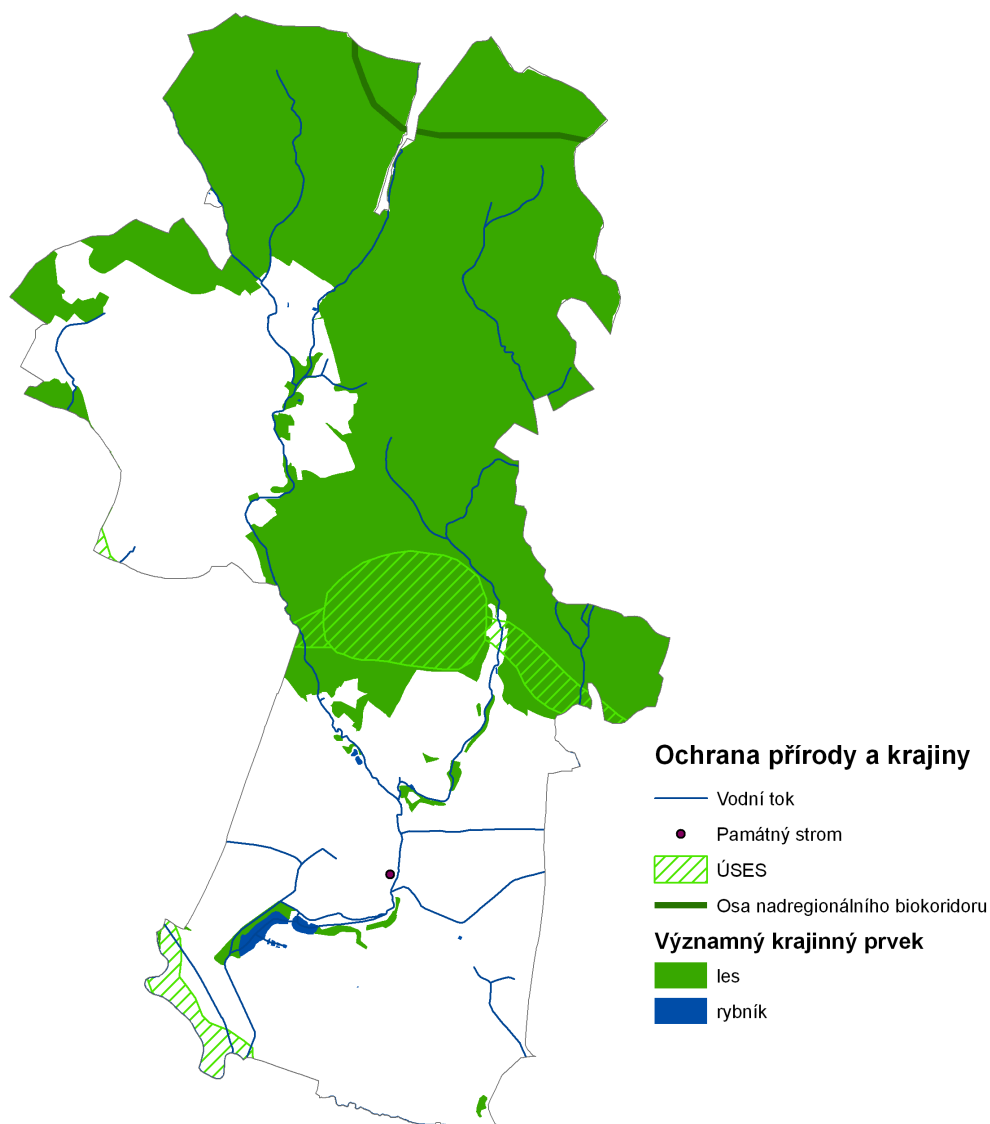 Ochrana přírody a krajiny
Vodní tok
Památný strom
ÚSES
Osa nadregionálního biokoridoru
Významný krajinný prvek
les
rybník